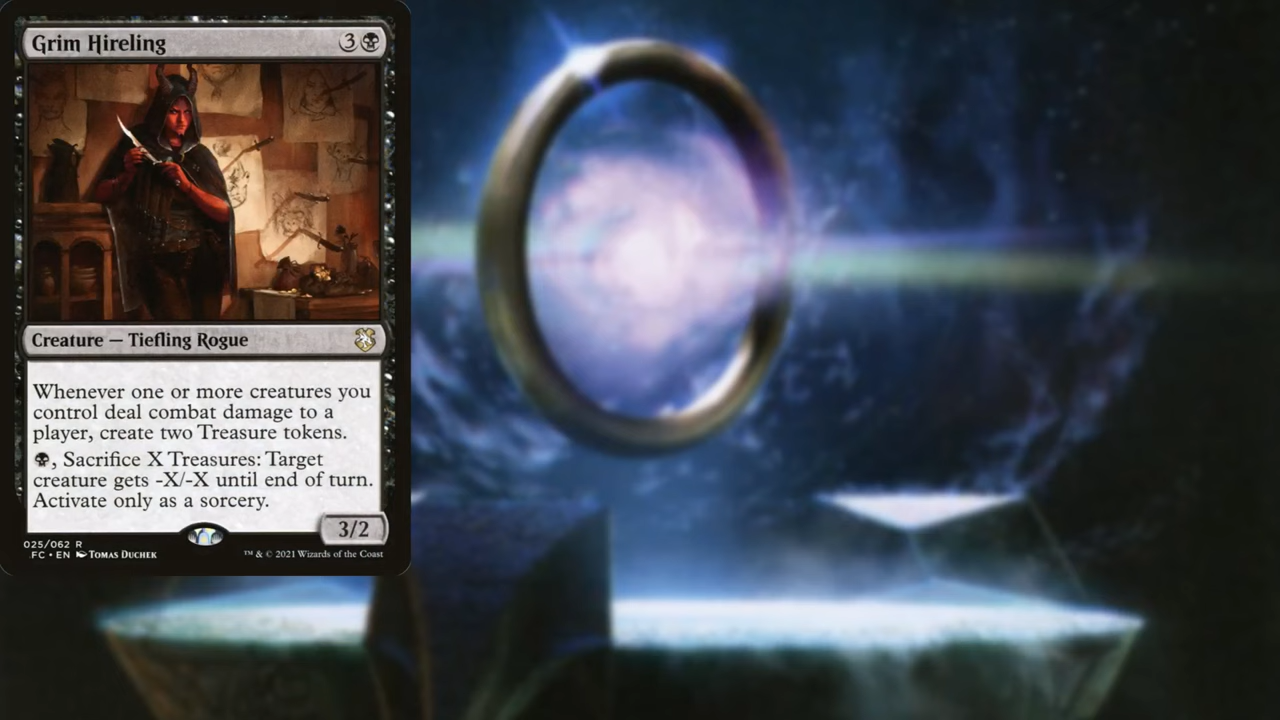 Grim Hireling 3
Creature — Tiefling Rogue
Whenever one or more creatures you
control deal combat damage to a
player, create two Treasure tokens.
, Sacrifice X Treasures: Target
creature gets -X/-X until end of turn.
Activate only as a sorcery.
3/2
025/062 R
FC • EN Tomas Duchek
™ & © 2021 Wizards of the Coast